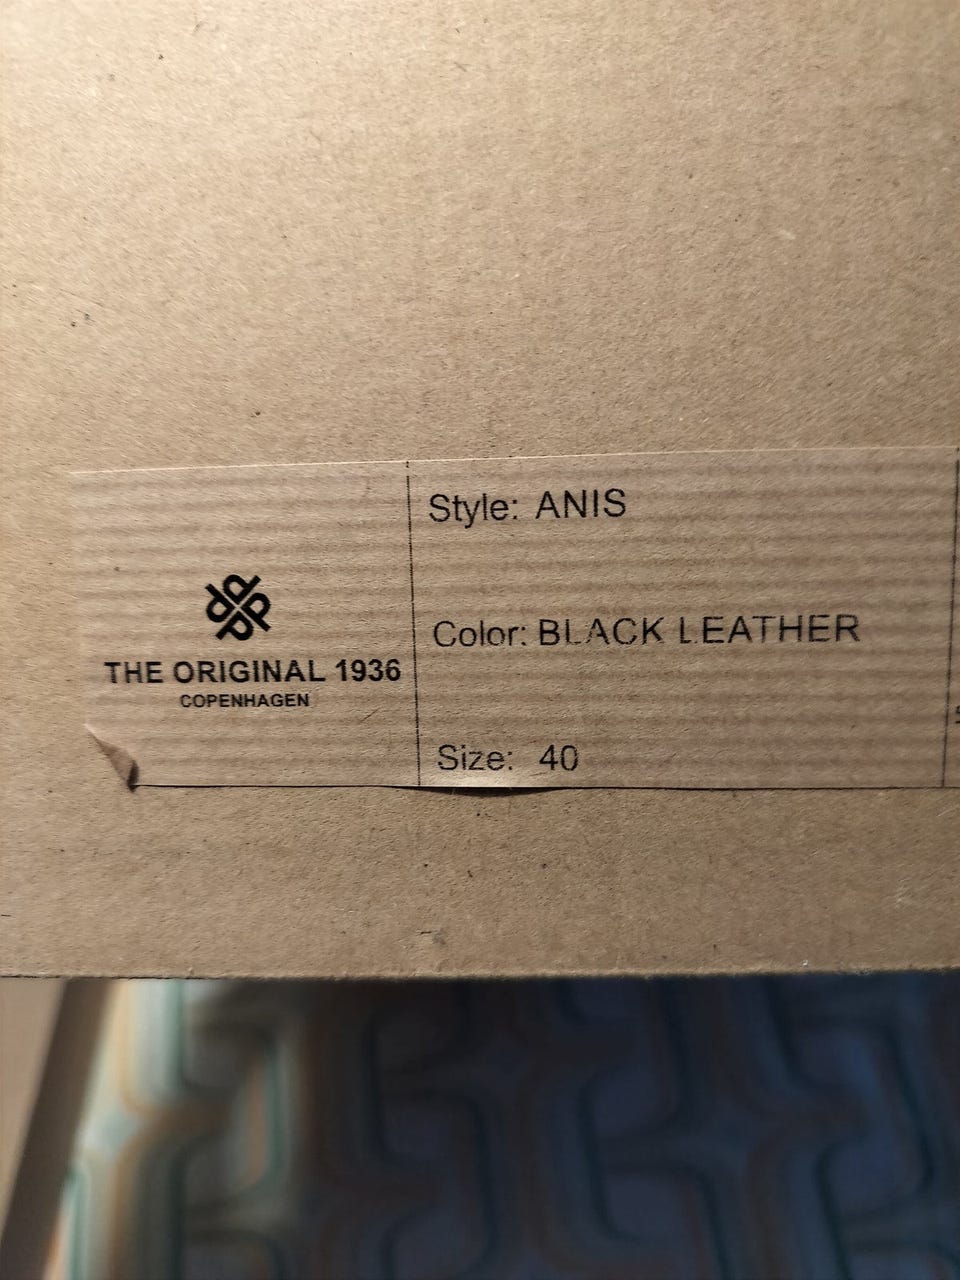 THE ORIGINAL 1936
COPENHAGEN
Style: ANIS
Color: BLACK LEATHER
Size: 40